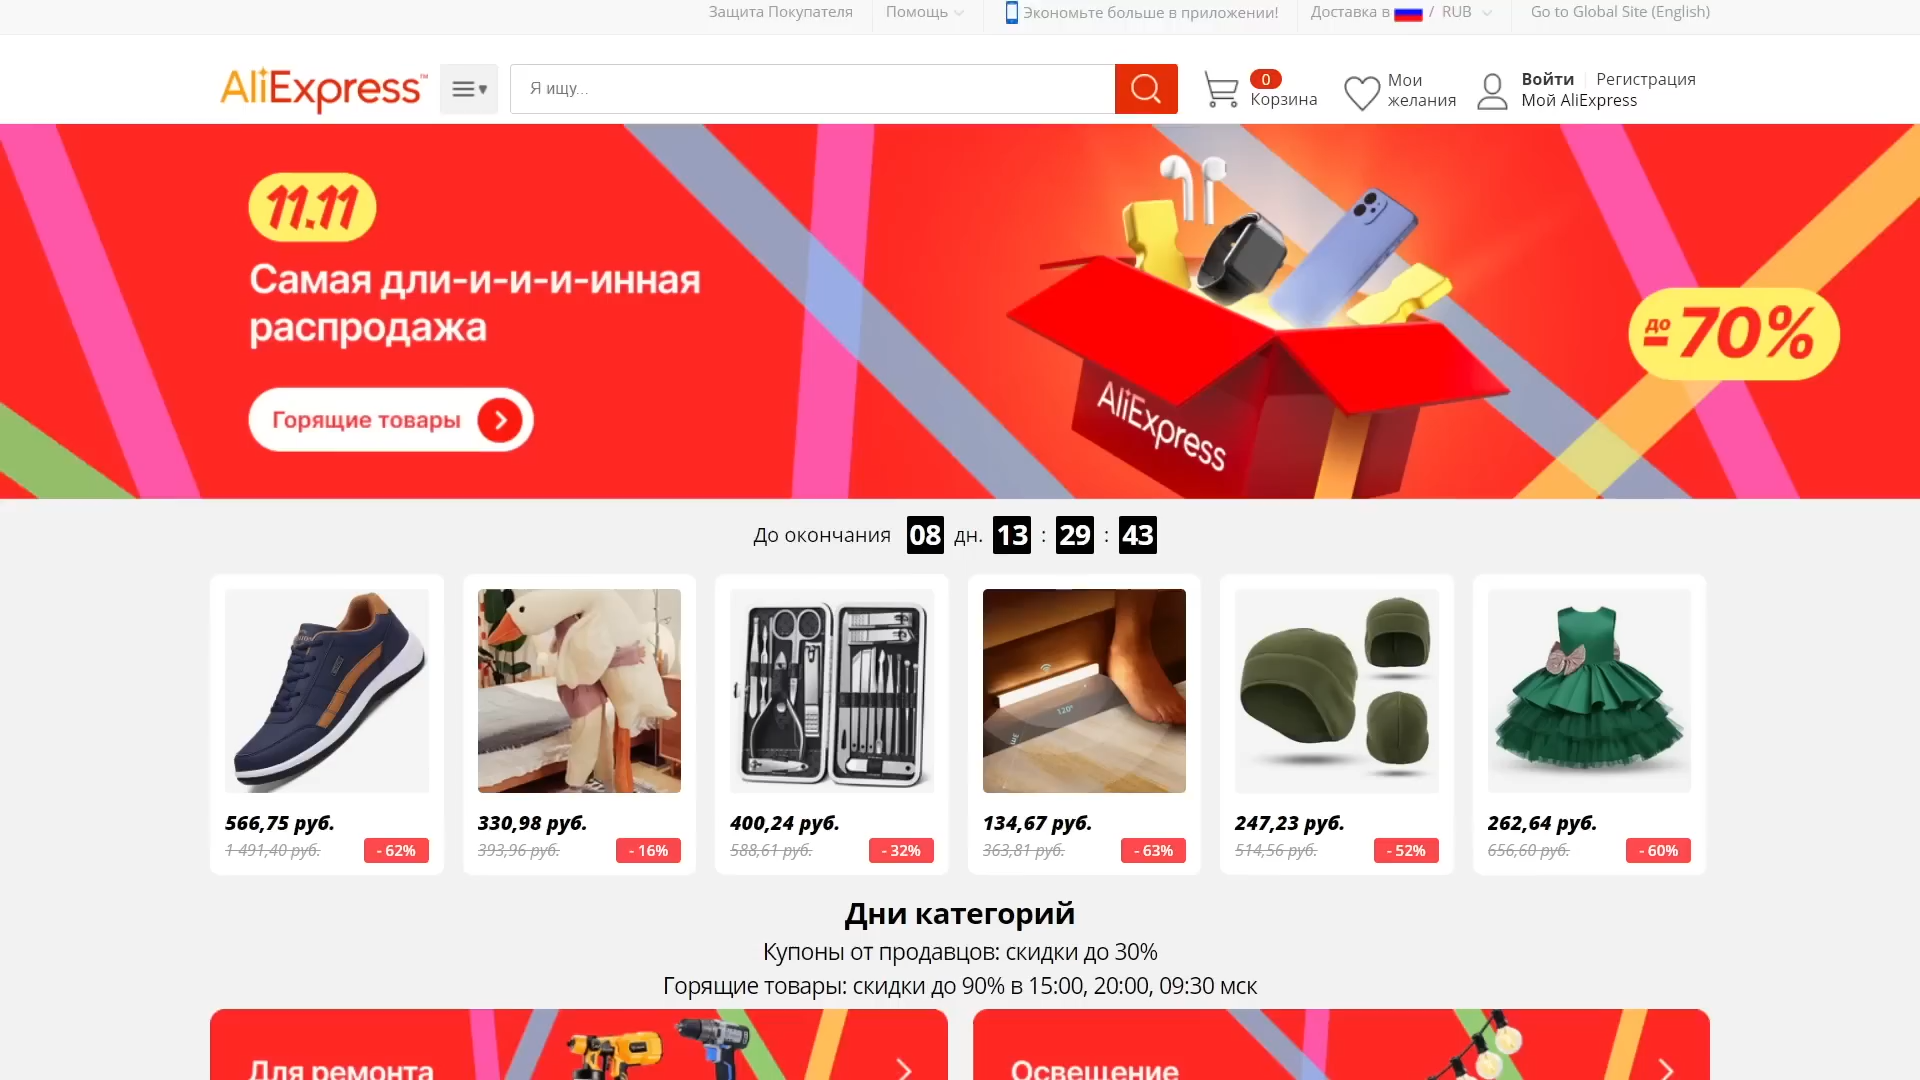 Защита Покупателя
Помощь
Экономьте больше в приложении!
Доставка в / RUB
Go to Global Site (English)
AliExpress™
Я ищу...
0
Корзина
Мои
желания
Войти
Регистрация
Мой AliExpress
11.11
Самая дли-и-и-и-инная
распродажа
Горящие товары
AliExpress
до
-70%
До окончания 08 дн. 13 : 29 : 43
120°
566,75 руб.
1 491,40 руб.
- 62%
330,98 руб.
393,96 руб.
- 16%
400,24 руб.
588,61 руб.
- 32%
134,67 руб.
363,81 руб.
- 63%
247,23 руб.
514,56 руб.
- 52%
262,64 руб.
656,60 руб.
- 60%
Дни категорий
Купоны от продавцов: скидки до 30%
Горящие товары: скидки до 90% в 15:00, 20:00, 09:30 мск
Для ремонта
Освещение